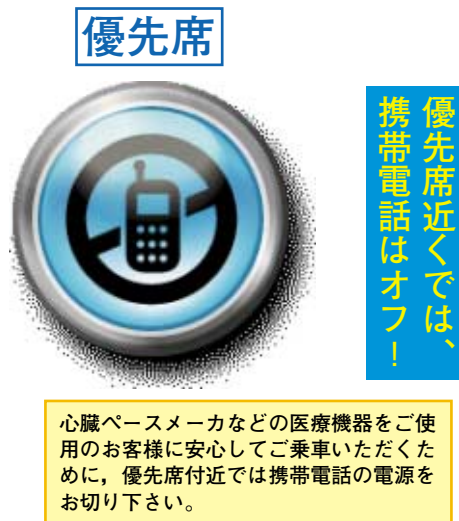 優先席
優先席近くでは、
携帯電話はオフ！
心臓ペースメーカなどの医療機器をご使
用のお客様に安心してご乗車いただくた
めに，優先席付近では携帯電話の電源を
お切り下さい。